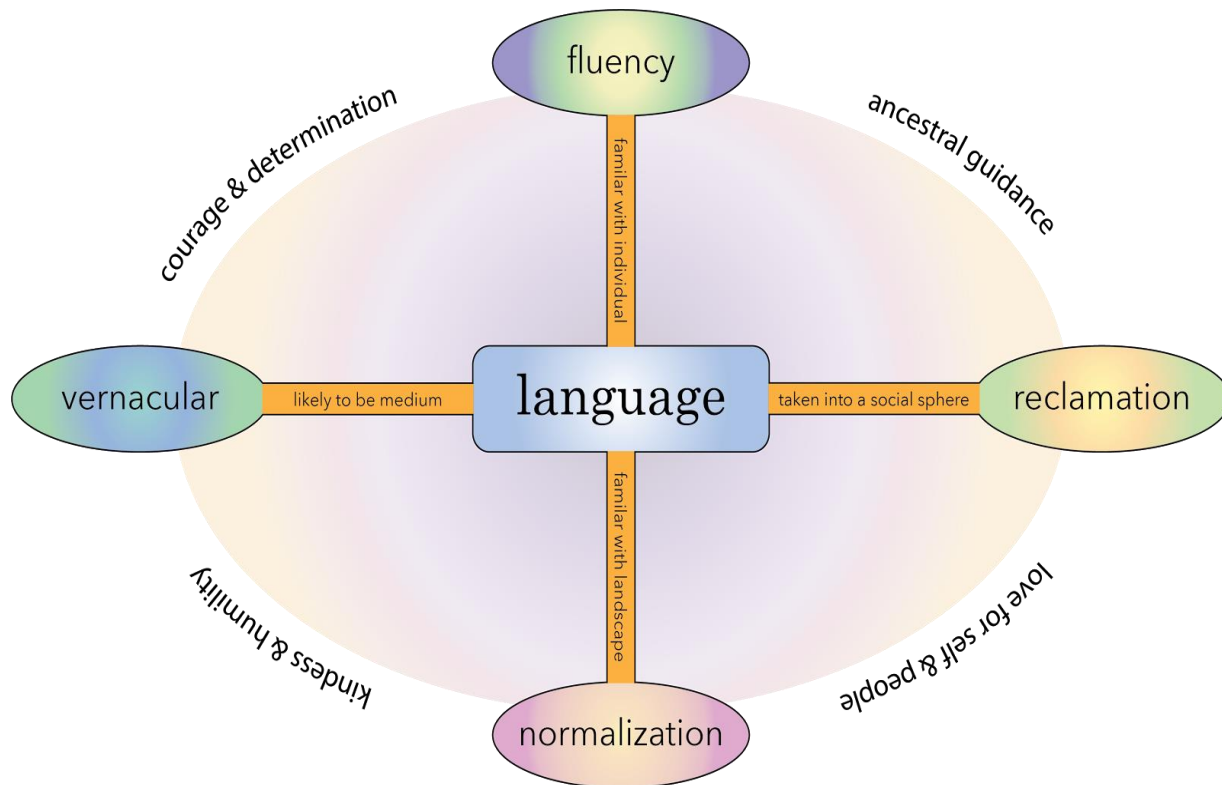 fluency
courage & determination
ancestral guidance
familar with individual
vernacular
likely to be medium
language
taken into a social sphere
reclamation
familar with landscape
kindess & humility
love for self & people
normalization